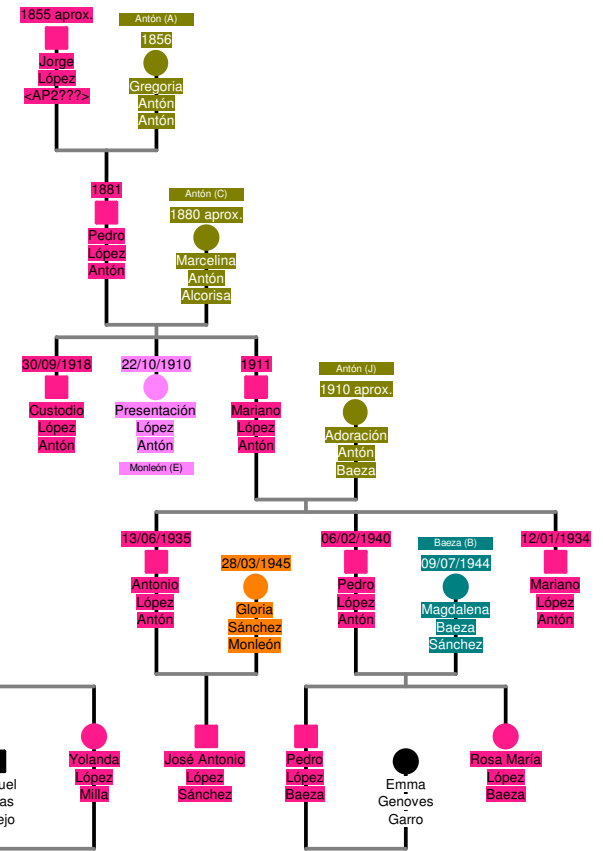 1855 aprox.
Jorge
López
<AP2???>
Antón (A)
1856
Gregoria
Antón
Antón
1881
Pedro
López
Antón
Antón (C)
1880 aprox.
Marcelina
Antón
Alcorisa
30/09/1918
Custodio
López
Antón
22/10/1910
Presentación
López
Antón
Monleón (E)
1911
Mariano
López
Antón
Antón (J)
1910 aprox.
Adoración
Antón
Baeza
13/06/1935
Antonio
López
Antón
28/03/1945
Gloria
Sánchez
Monleón
06/02/1940
Pedro
López
Antón
Baeza (B)
09/07/1944
Magdalena
Baeza
Sánchez
12/01/1934
Mariano
López
Antón
uel
as
ejo
Yolanda
López
Milla
José Antonio
López
Sánchez
Pedro
López
Baeza
Emma
Genoves
Garro
Rosa María
López
Baeza